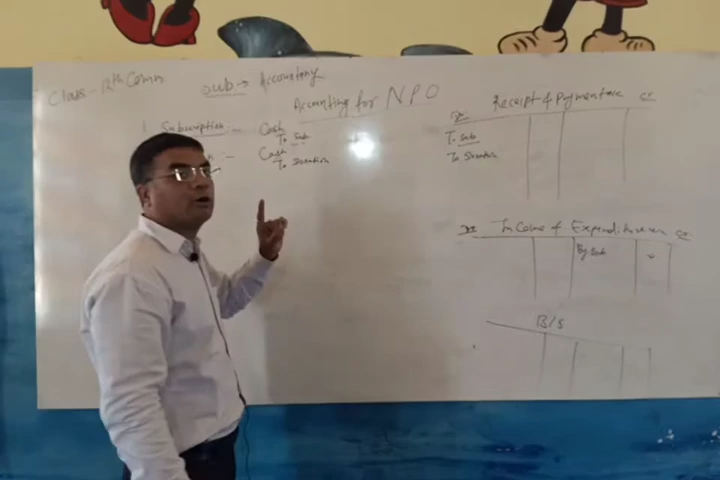 Class - 12th Comm.
Sub → Accountancy
Accounting for NPO
1. Subscription :-
Cash
To Sub
Cash
To Donation
Dr Receipt & Payment a/c Cr
To Sub
To Donation
Dr Income & Expenditure Cr
By Sub
B/S